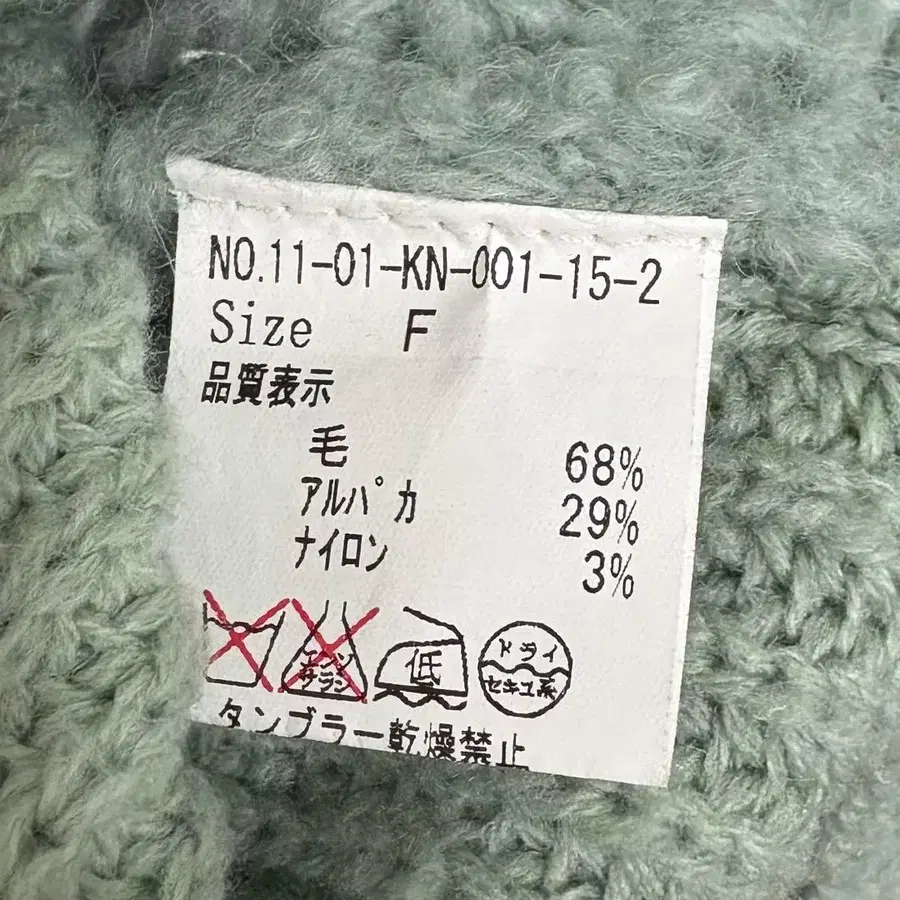 NO.11-01-KN-001-15-2
Size F
品質表示
毛 68%
アルパカ 29%
ナイロン 3%
エンソ
サラシ
低
ドライ
セキユ系
タンブラー乾燥禁止